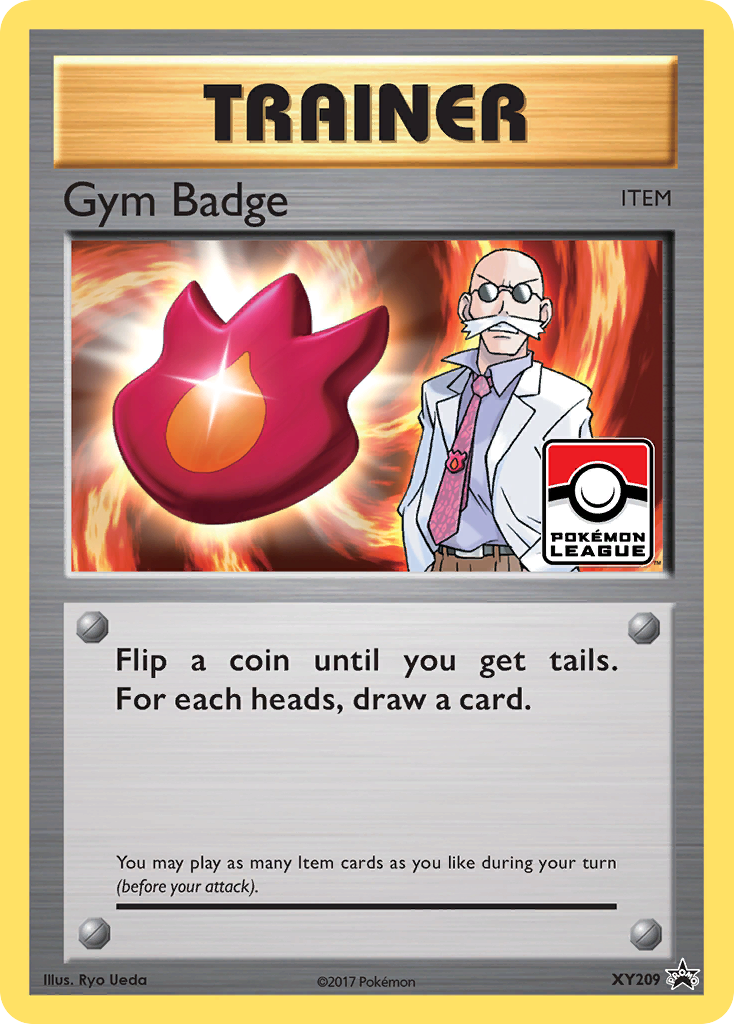 TRAINER
Gym Badge
ITEM
POKÉMON
LEAGUE
™
Flip a coin until you get tails.
For each heads, draw a card.
You may play as many Item cards as you like during your turn
(before your attack).
Illus. Ryo Ueda
©2017 Pokémon
XY209
PROMO